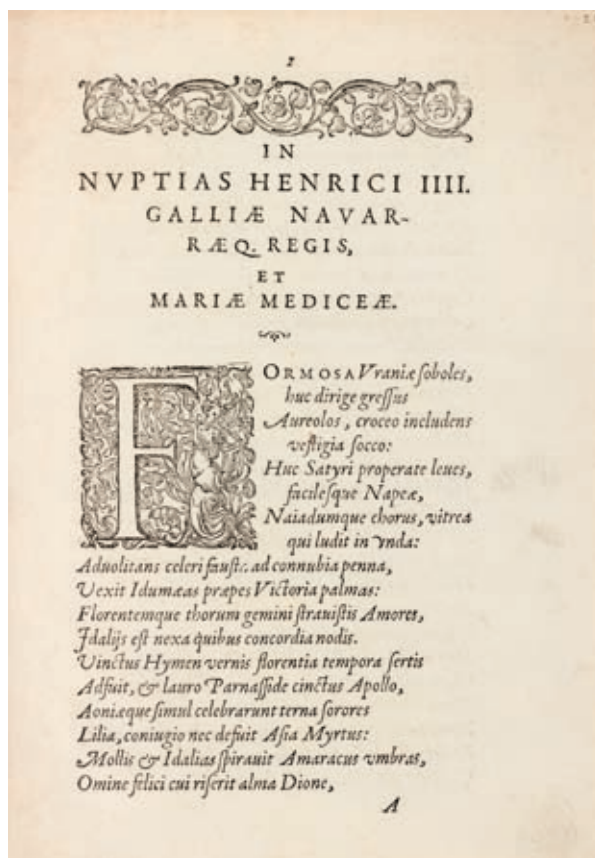 1
IN
NVPTIAS HENRICI IIII.
GALLIÆ NAVAR-
RÆQ. REGIS,
ET
MARIÆ MEDICEÆ.
FORMOSA Vraniæ soboles,
huc dirige gressus
Aureolos, croceo includens
vestigia socco:
Huc Satyri properate leues,
facilesque Napeæ,
Naiadumque chorus, vitrea
qui ludit in vnda:
Aduolitans celeri ad connubia penna,
Vexit Idumæas præpes Victoria palmas:
Florentemque thorum gemini strauistis Amores,
Idalijs est nexa quibus concordia nodis.
Vinctus Hymen vernis florentia tempora sertis
Adfuit, & lauro Parnasside cinctus Apollo,
Aoniæque simul celebrarunt terna sorores
Lilia, coniugio nec defuit Asia Myrtus:
Mollis & Idalias spirauit Amaracus vmbras,
Omine felici cui riserit alma Dione,
A